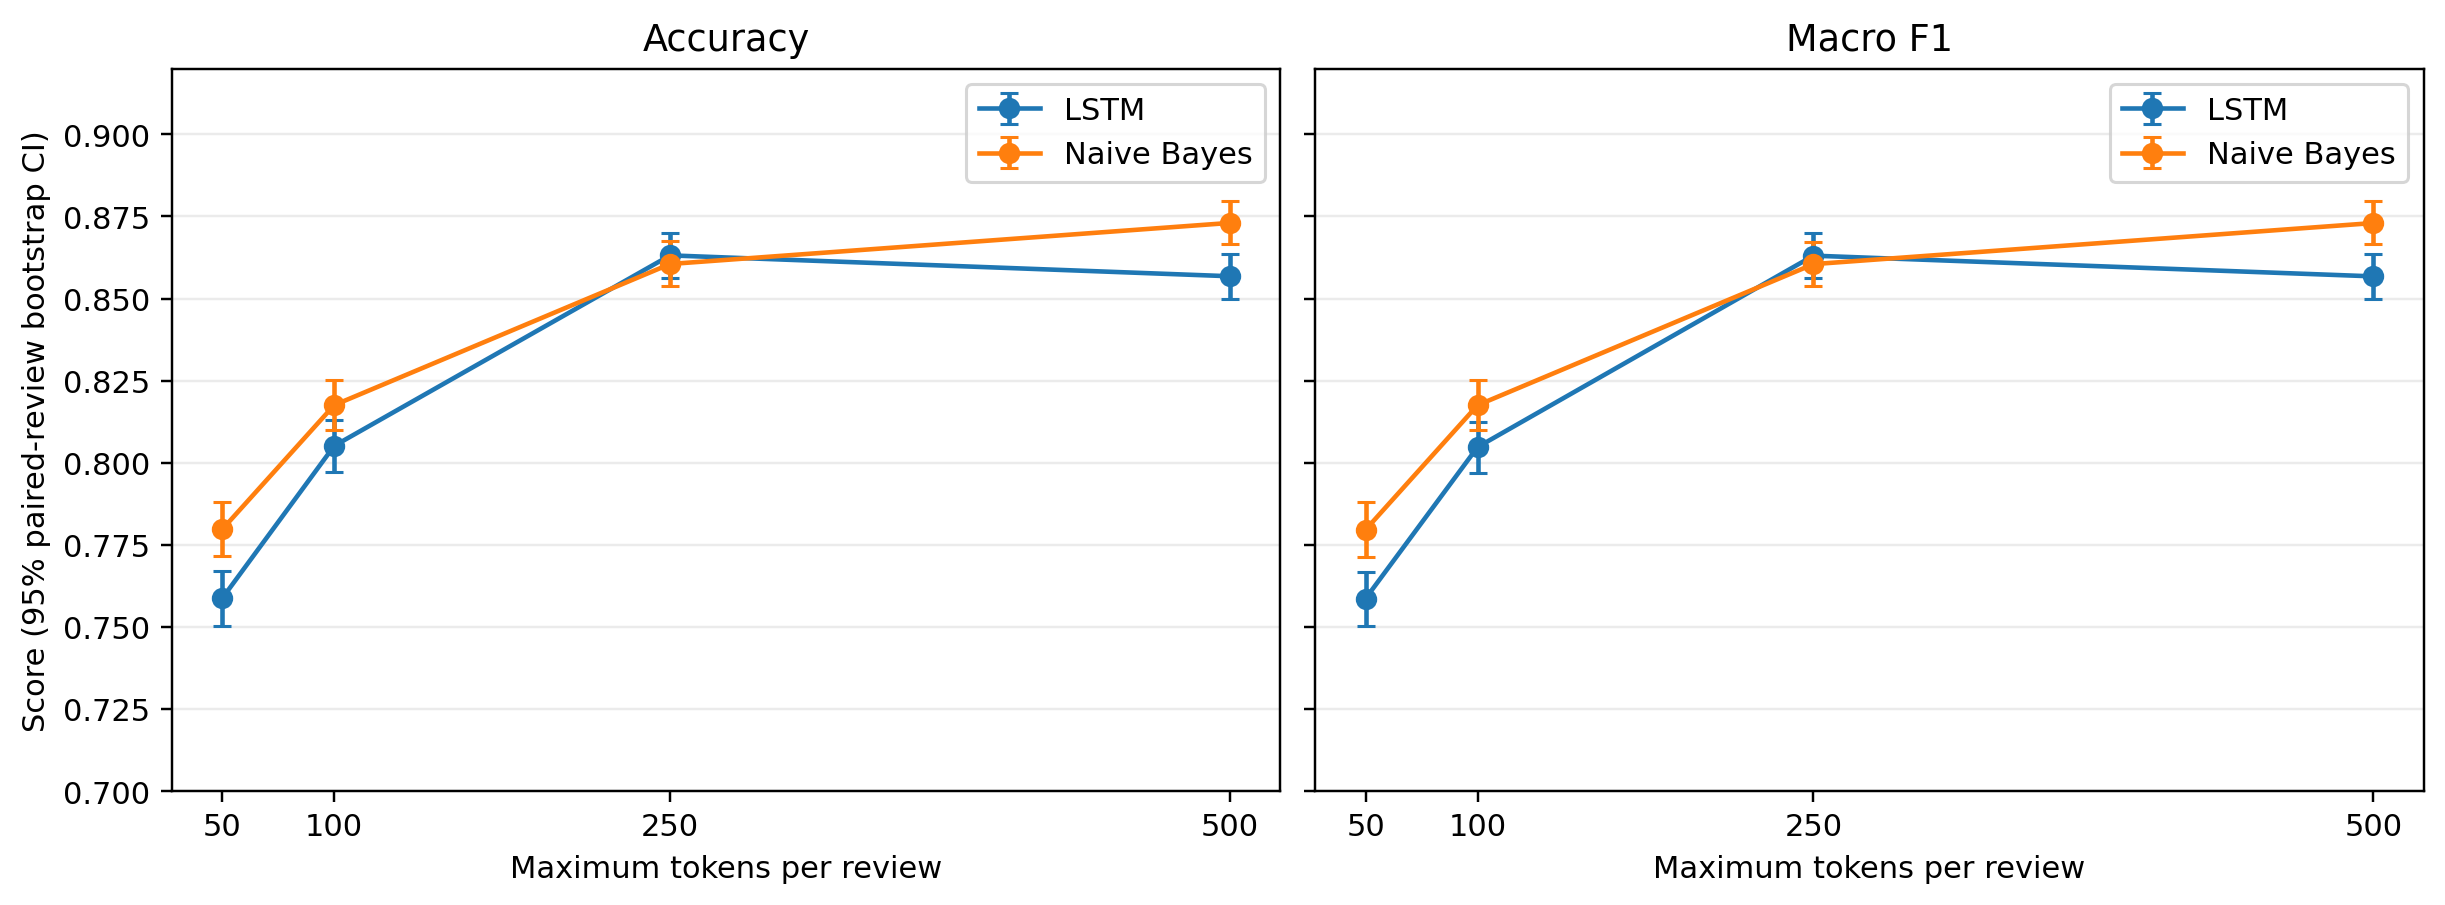 Accuracy
Score (95% paired-review bootstrap CI)
0.900
0.875
0.850
0.825
0.800
0.775
0.750
0.725
0.700
LSTM
Naive Bayes
50 100 250 500
Maximum tokens per review
Macro F1
LSTM
Naive Bayes
50 100 250 500
Maximum tokens per review